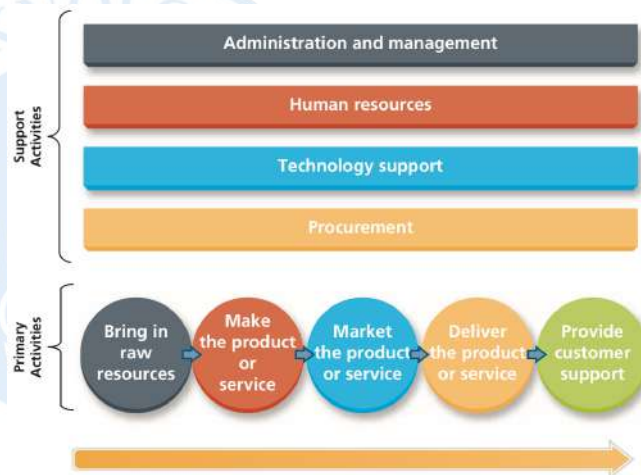 Support
Activities
Administration and management
Human resources
Technology support
Procurement
Primary
Activities
Bring in
raw
resources
Make
the product
or
service
Market
the product
or service
Deliver
the product
or service
Provide
customer
support